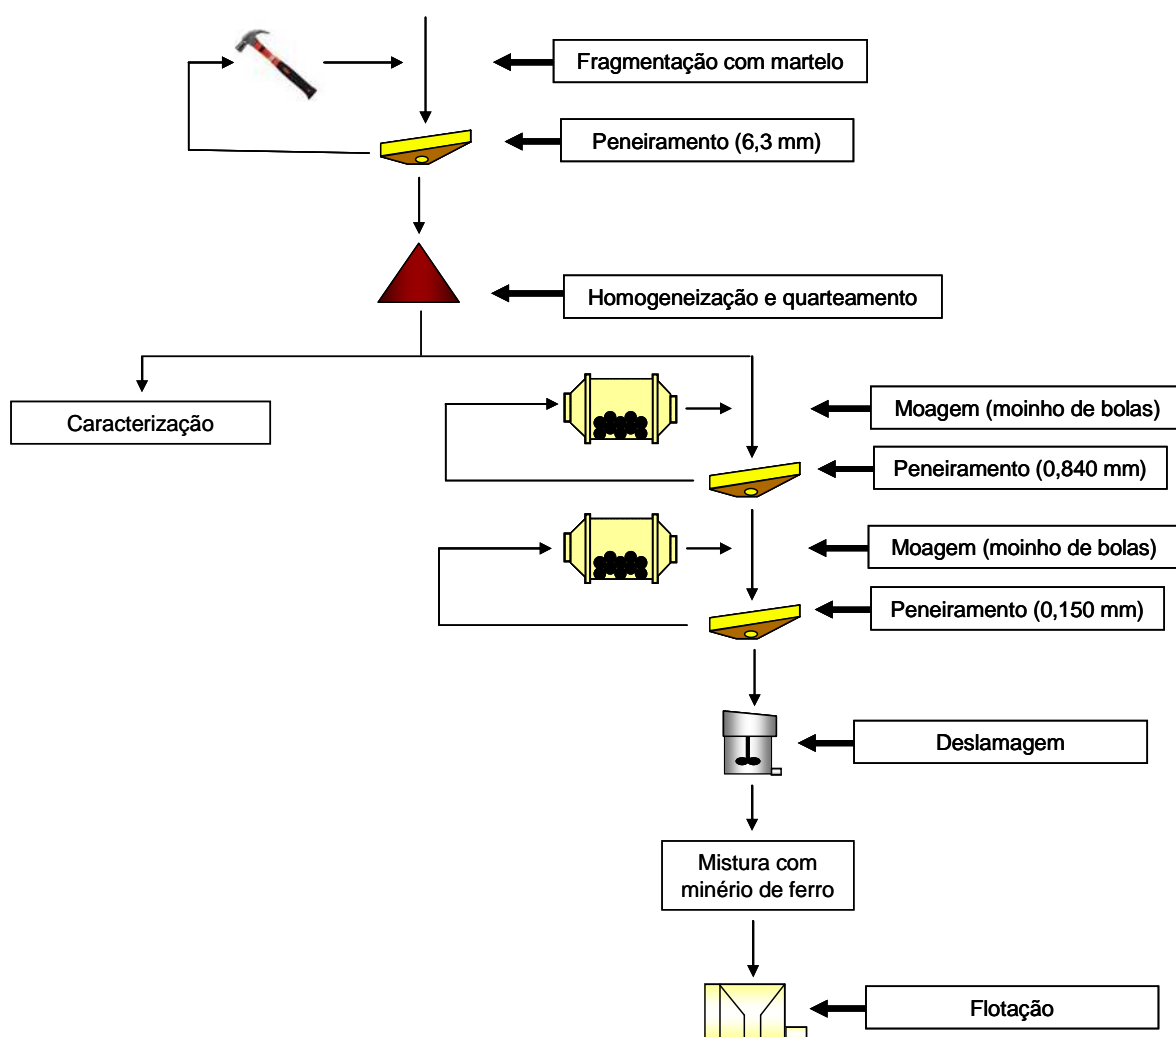 Fragmentação com martelo
Peneiramento (6,3 mm)
Homogeneização e quarteamento
Caracterização
Moagem (moinho de bolas)
Peneiramento (0,840 mm)
Moagem (moinho de bolas)
Peneiramento (0,150 mm)
Deslamagem
Mistura com
minério de ferro
Flotação